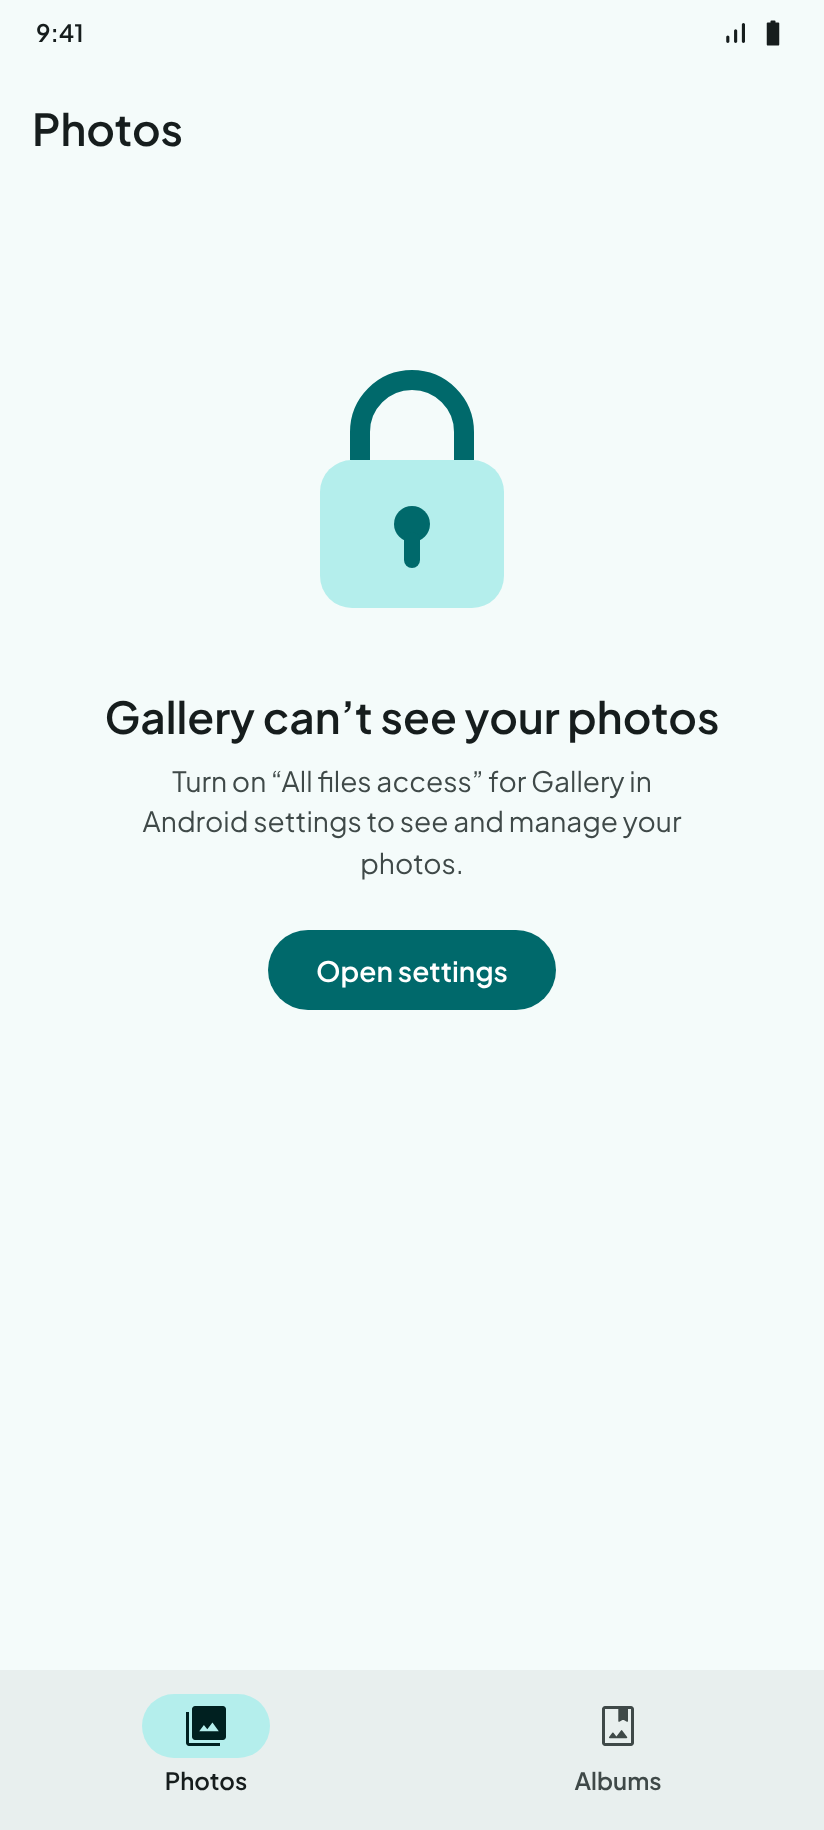 9:41
Photos
Gallery can’t see your photos
Turn on “All files access” for Gallery in
Android settings to see and manage your
photos.
Open settings
Photos
Albums